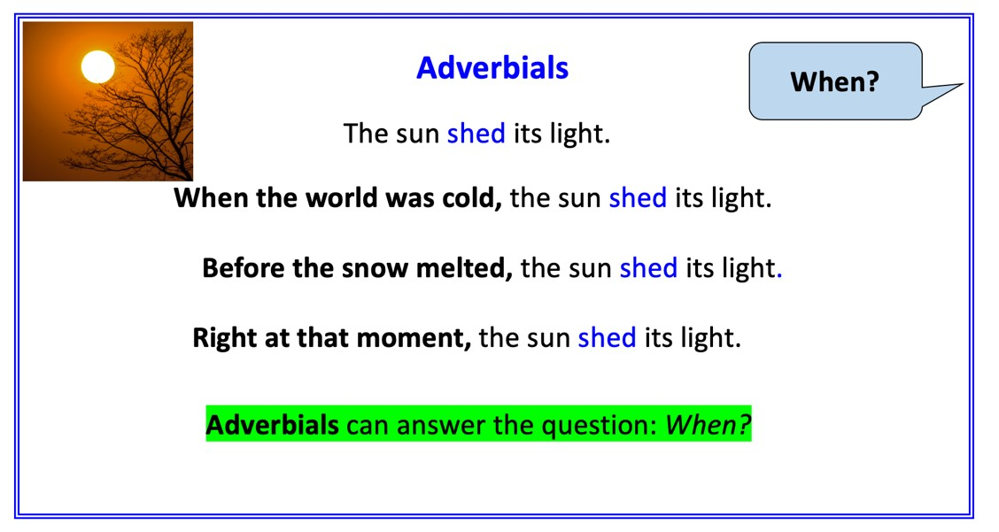 Adverbials
When?
The sun shed its light.
When the world was cold, the sun shed its light.
Before the snow melted, the sun shed its light.
Right at that moment, the sun shed its light.
Adverbials can answer the question: When?